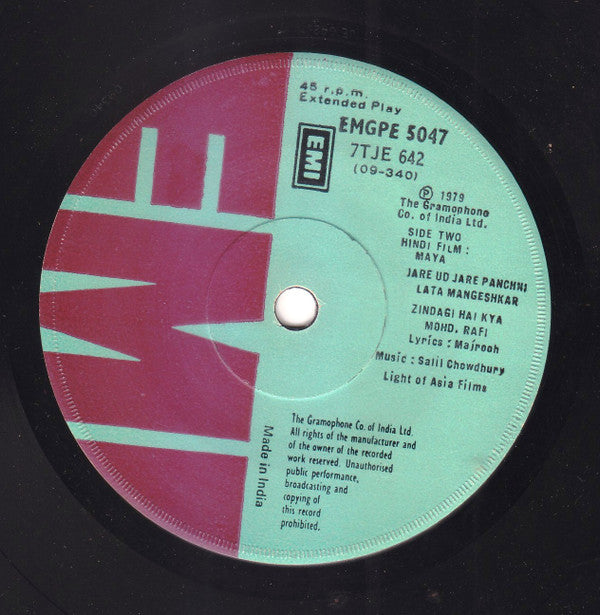 45 r.p.m.
Extended Play
EMI
EMGPE 5047
7TJE 642
(09-340)
Ⓟ 1979
The Gramophone
Co. of India Ltd.
SIDE TWO
HINDI FILM :
MAYA
JARE UD JARE PANCHHI
LATA MANGESHKAR
ZINDAGI HAI KYA
MOHD. RAFI
Lyrics : Majrooh
Music : Salil Chowdhury
Light of Asia Films
The Gramophone Co. of India Ltd.
All rights of the manufacturer and
of the owner of the recorded
work reserved. Unauthorised
public performance,
broadcasting and
copying of
this record
prohibited.
Made in India
EMI